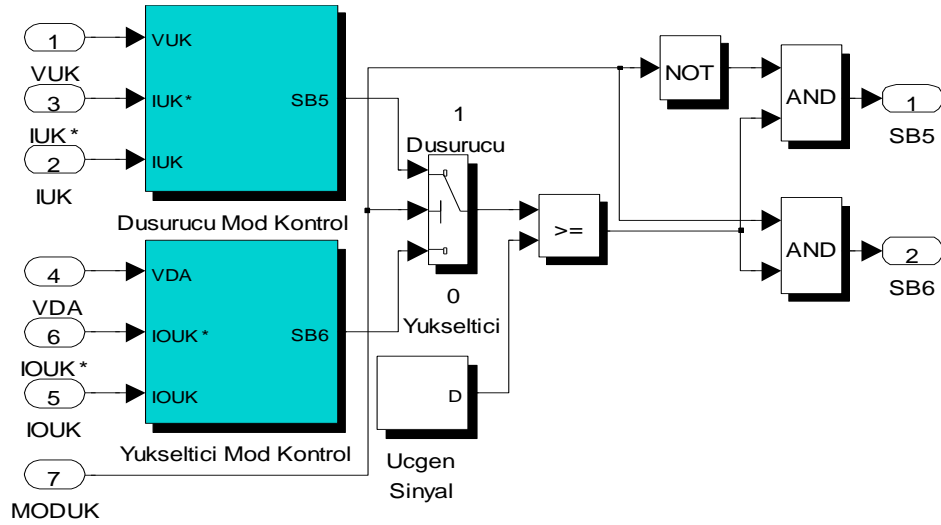 1
VUK
3
IUK*
2
IUK
VUK
IUK*
IUK
SB5
Dusurucu Mod Kontrol
4
VDA
6
IOUK*
5
IOUK
VDA
IOUK*
IOUK
SB6
Yukseltici Mod Kontrol
7
MODUK
1
Dusurucu
0
Yukseltici
>=
D
Ucgen
Sinyal
NOT
AND
1
SB5
AND
2
SB6